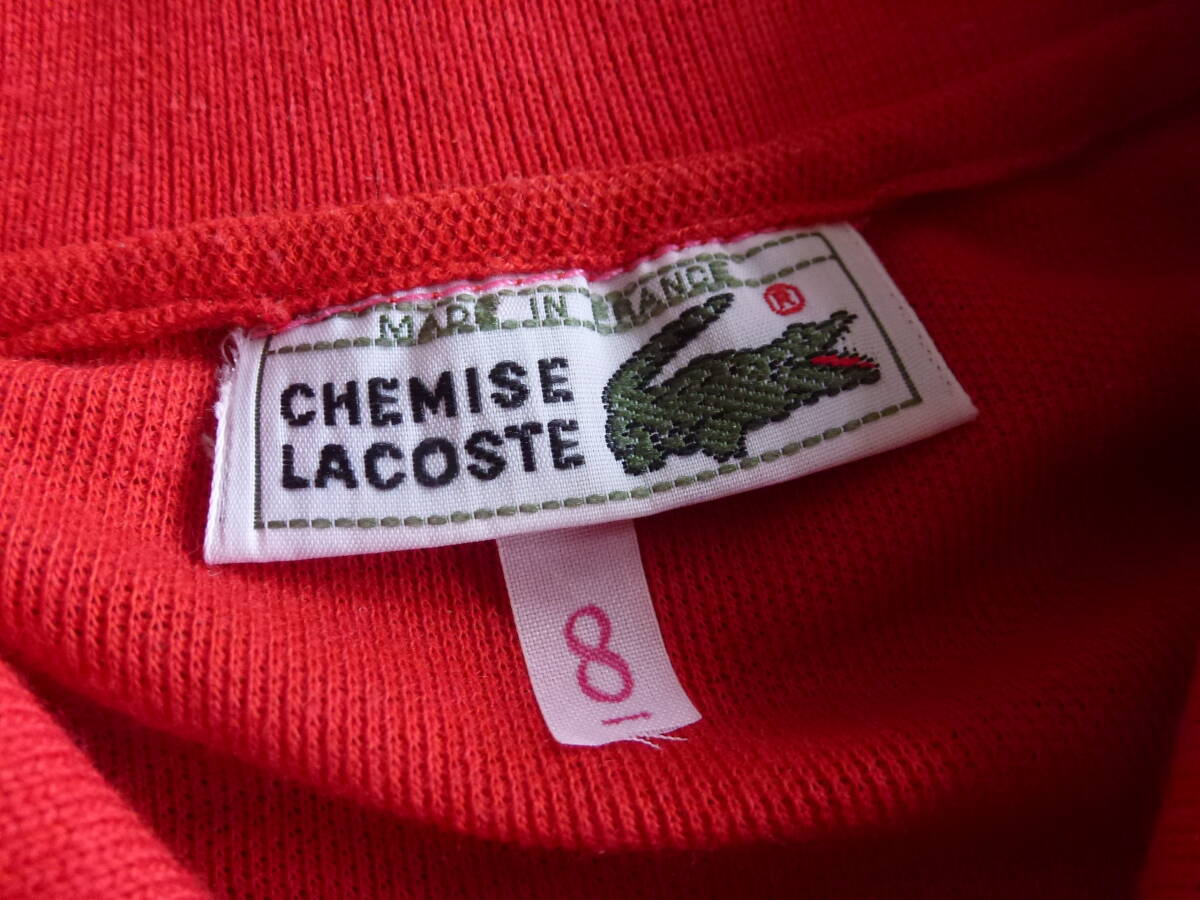 MADE IN FRANCE
®
CHEMISE
LACOSTE
8